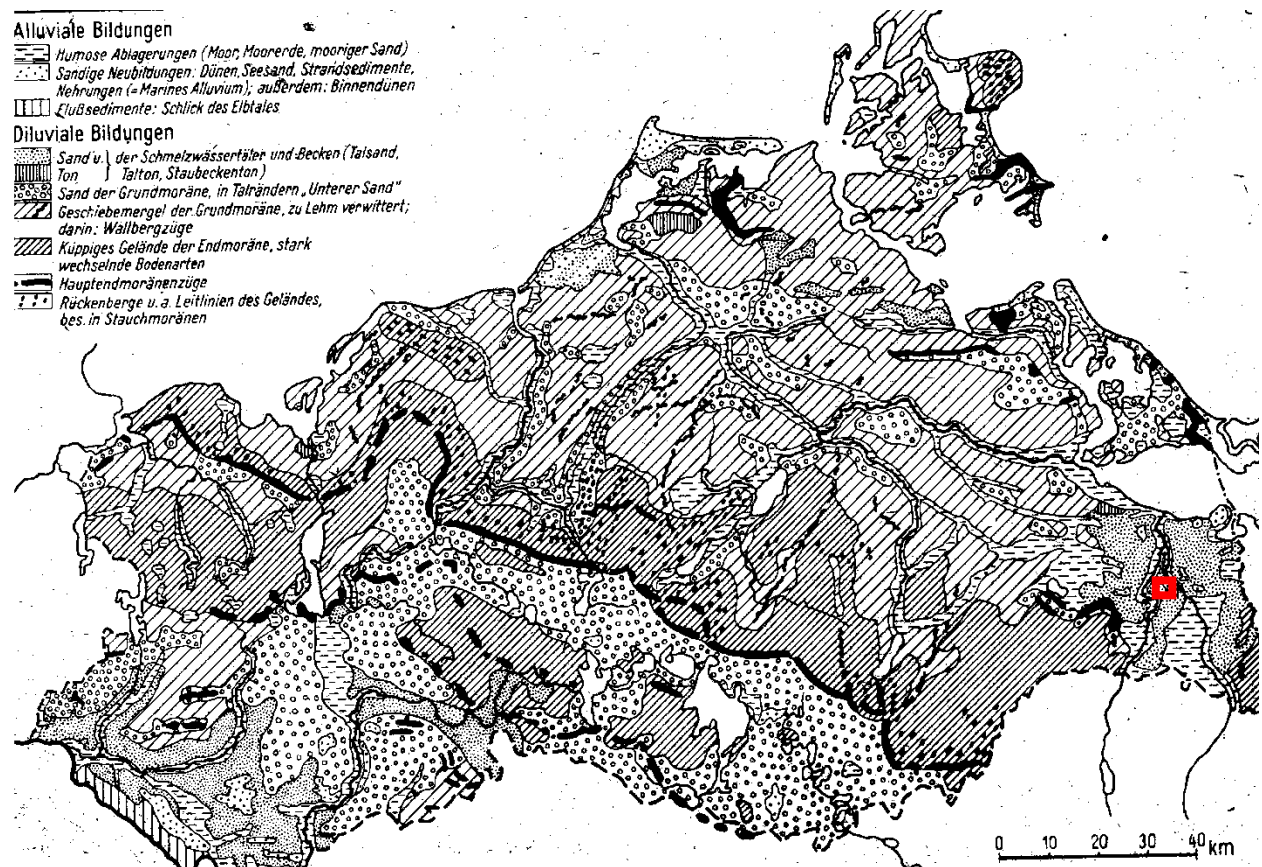 Alluviale Bildungen
Humose Ablagerungen (Moor, Moorerde, mooriger Sand)
Sandige Neubildungen: Dünen, Seesand, Strandsedimente,
Nehrungen (= Marines Alluvium); außerdem: Binnendünen
Flußsedimente: Schlick des Elbtales
Diluviale Bildungen
Sand u. } der Schmelzwässertäler und Becken (Talsand,
Ton } Talton, Staubeckenton)
Sand der Grundmoräne, in Talrändern „Unterer Sand"
Geschiebemergel der Grundmoräne, zu Lehm verwittert;
darin: Wallbergzüge
Kuppiges Gelände der Endmoräne, stark
wechselnde Bodenarten
Hauptendmoränenzüge
Rückenberge u. a. Leitlinien des Geländes,
bes. in Stauchmoränen
0 10 20 30 40 km